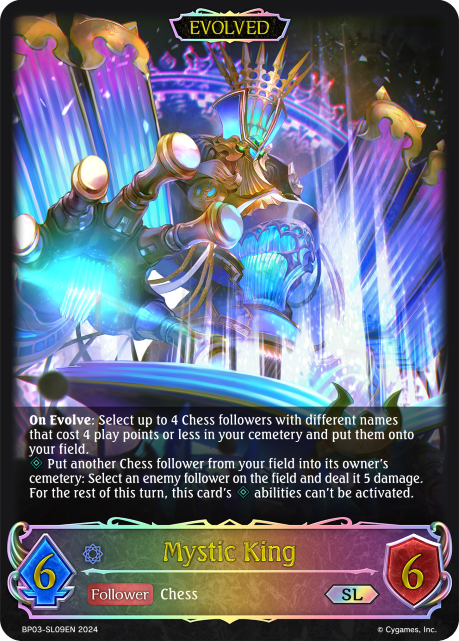 EVOLVED
On Evolve: Select up to 4 Chess followers with different names
that cost 4 play points or less in your cemetery and put them onto
your field.
Put another Chess follower from your field into its owner's
cemetery: Select an enemy follower on the field and deal it 5 damage.
For the rest of this turn, this card's abilities can't be activated.
Mystic King
6
Follower Chess
SL
6
BP03-SL09EN 2024
© Cygames, Inc.